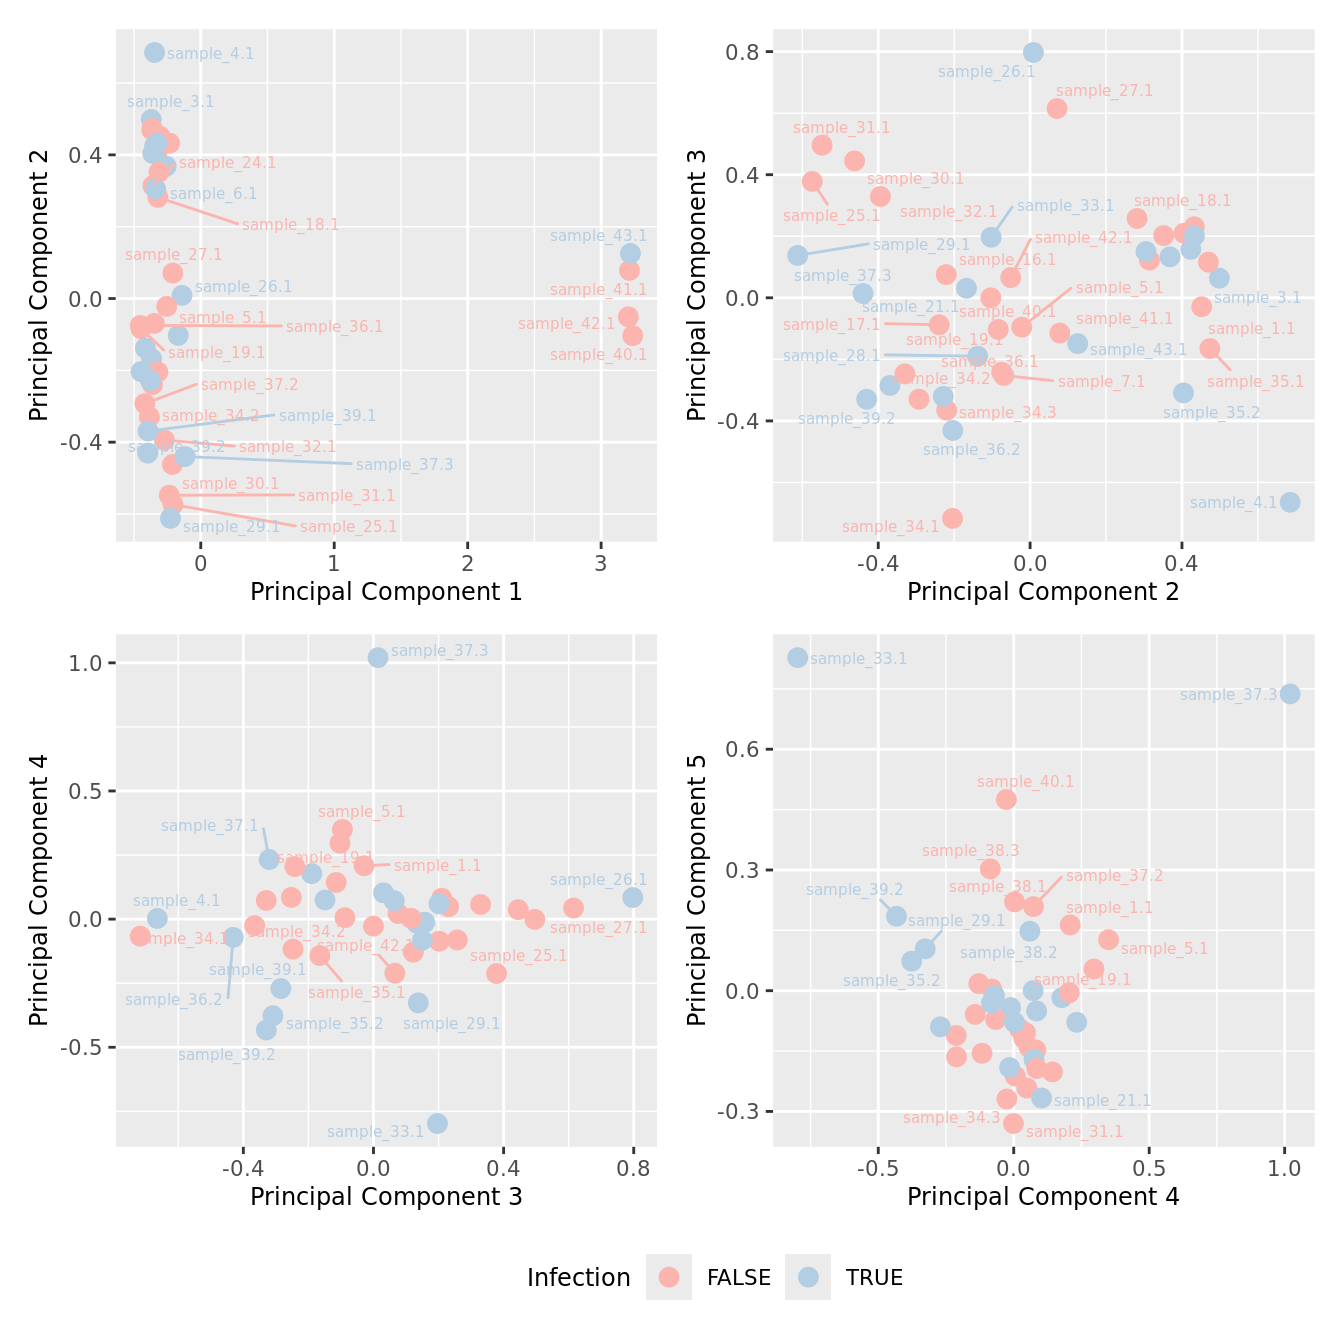 sample_4.1
sample_3.1
sample_24.1
sample_6.1
sample_18.1
sample_43.1
sample_27.1
sample_26.1
sample_41.1
sample_5.1
sample_36.1
sample_42.1
sample_19.1
sample_40.1
sample_37.2
sample_34.2
sample_39.1
sample_39.2
sample_32.1
sample_37.3
sample_30.1
sample_31.1
sample_29.1
sample_25.1
0.4
0.0
-0.4
0
1
2
3
Principal Component 1
Principal Component 2
sample_26.1
sample_27.1
sample_31.1
sample_30.1
sample_25.1
sample_32.1
sample_33.1
sample_18.1
sample_29.1
sample_42.1
sample_16.1
sample_37.3
sample_5.1
sample_3.1
sample_21.1
sample_40.1
sample_17.1
sample_41.1
sample_1.1
sample_19.1
sample_28.1
sample_43.1
sample_36.1
sample_34.2
sample_7.1
sample_35.1
sample_39.2
sample_34.3
sample_35.2
sample_36.2
sample_4.1
sample_34.1
0.8
0.4
0.0
-0.4
-0.4
0.0
0.4
Principal Component 2
Principal Component 3
sample_37.3
sample_5.1
sample_37.1
sample_19.1
sample_1.1
sample_26.1
sample_4.1
sample_27.1
sample_34.1
sample_34.2
sample_42.1
sample_25.1
sample_39.1
sample_35.1
sample_36.2
sample_35.2
sample_29.1
sample_39.2
sample_33.1
1.0
0.5
0.0
-0.5
-0.4
0.0
0.4
0.8
Principal Component 3
Principal Component 4
sample_33.1
sample_37.3
sample_40.1
sample_38.3
sample_39.2
sample_38.1
sample_37.2
sample_29.1
sample_1.1
sample_38.2
sample_5.1
sample_35.2
sample_19.1
sample_21.1
sample_34.3
sample_31.1
0.6
0.3
0.0
-0.3
-0.5
0.0
0.5
1.0
Principal Component 4
Principal Component 5
Infection
FALSE
TRUE